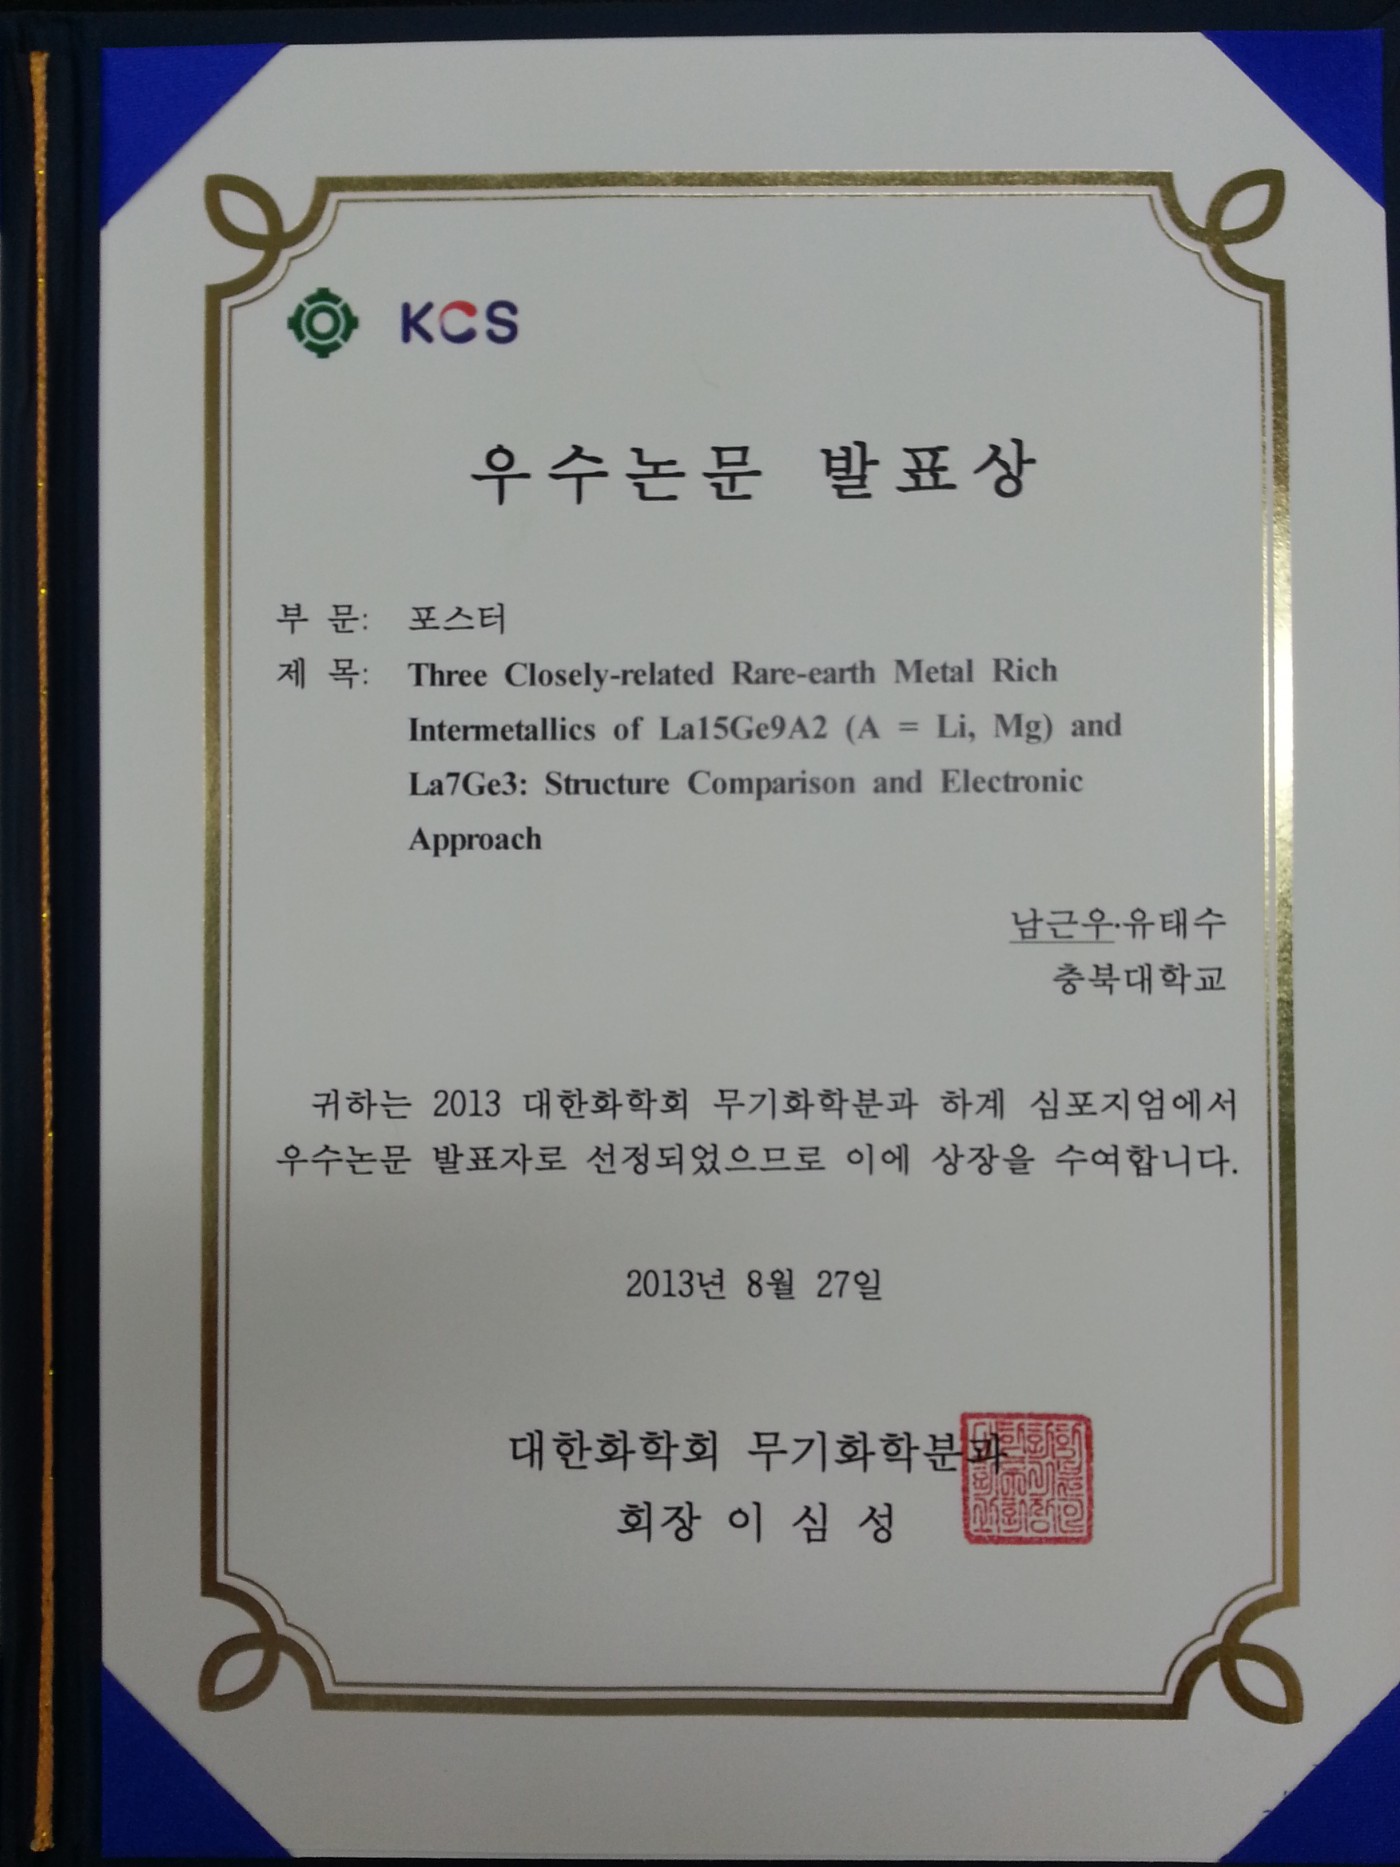 KCS
우수논문 발표상
부 문: 포스터
제 목: Three Closely-related Rare-earth Metal Rich
Intermetallics of La15Ge9A2 (A = Li, Mg) and
La7Ge3: Structure Comparison and Electronic
Approach
남근우·유태수
충북대학교
귀하는 2013 대한화학회 무기화학분과 하계 심포지엄에서
우수논문 발표자로 선정되었으므로 이에 상장을 수여합니다.
2013년 8월 27일
대한화학회 무기화학분과
회장 이 심 성